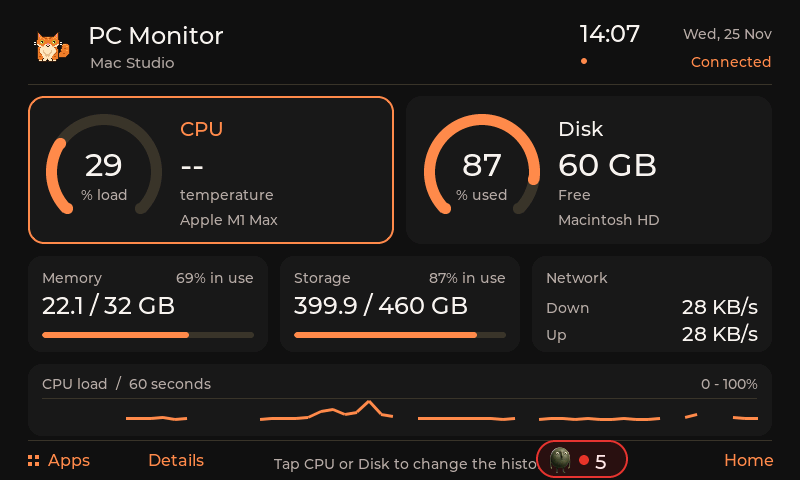 PC Monitor
Mac Studio
14:07
Wed, 25 Nov
Connected
29
% load
CPU
--
temperature
Apple M1 Max
87
% used
Disk
60 GB
Free
Macintosh HD
Memory 69% in use
22.1 / 32 GB
Storage 87% in use
399.9 / 460 GB
Network
Down 28 KB/s
Up 28 KB/s
CPU load / 60 seconds 0 - 100%
Apps Details Tap CPU or Disk to change the 5 Home